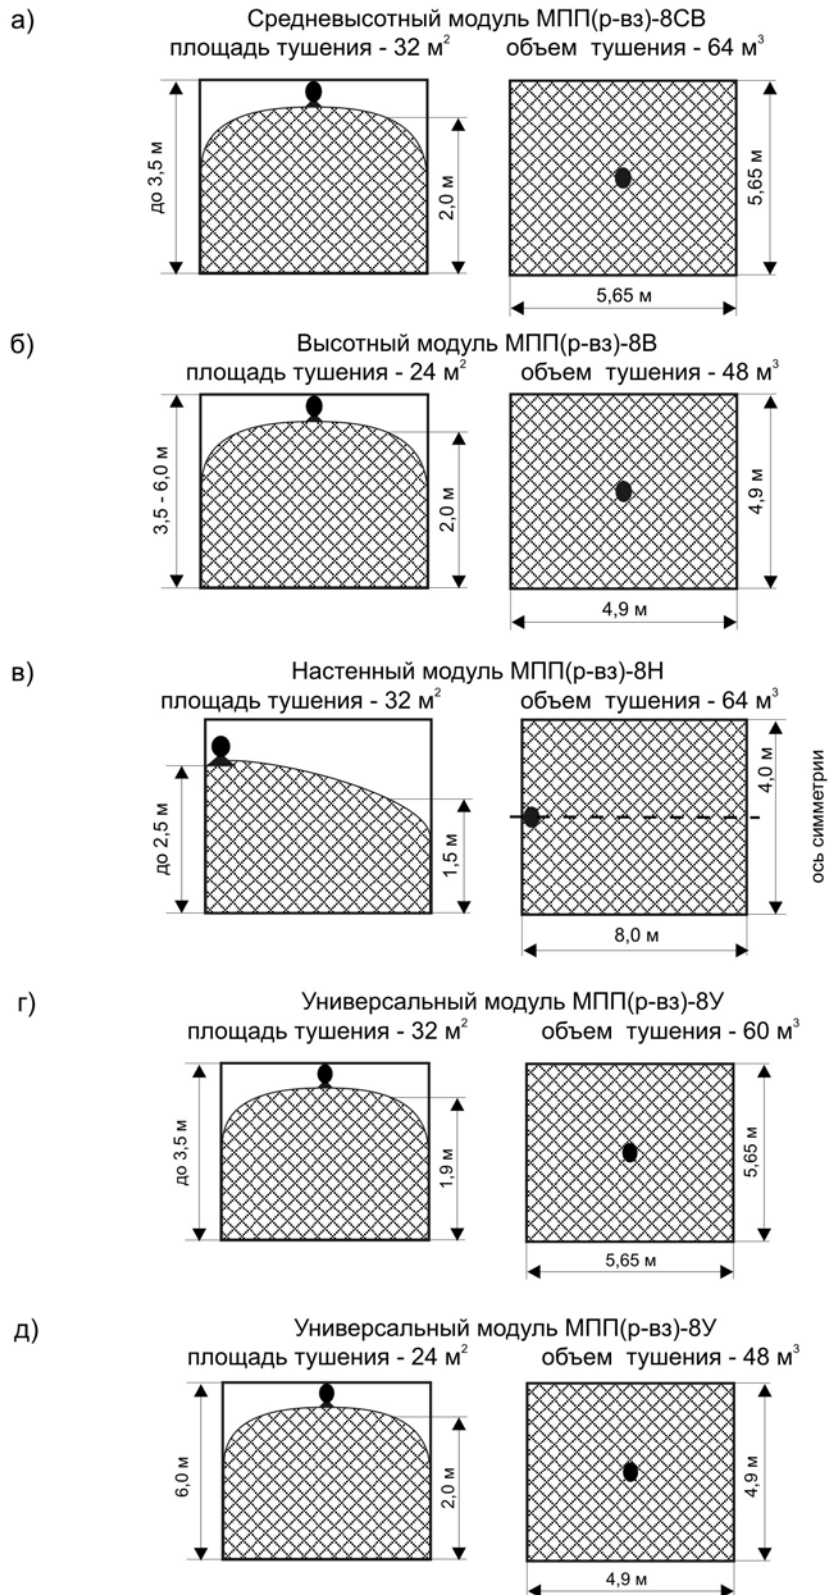 а)
Средневысотный модуль МПП(р-вз)-8СВ
площадь тушения - 32 м² объем тушения - 64 м³
до 3,5 м
2,0 м
5,65 м
5,65 м
б)
Высотный модуль МПП(р-вз)-8В
площадь тушения - 24 м² объем тушения - 48 м³
3,5 - 6,0 м
2,0 м
4,9 м
4,9 м
в)
Настенный модуль МПП(р-вз)-8Н
площадь тушения - 32 м² объем тушения - 64 м³
до 2,5 м
1,5 м
4,0 м
ось симметрии
8,0 м
г)
Универсальный модуль МПП(р-вз)-8У
площадь тушения - 32 м² объем тушения - 60 м³
до 3,5 м
1,9 м
5,65 м
5,65 м
д)
Универсальный модуль МПП(р-вз)-8У
площадь тушения - 24 м² объем тушения - 48 м³
6,0 м
2,0 м
4,9 м
4,9 м